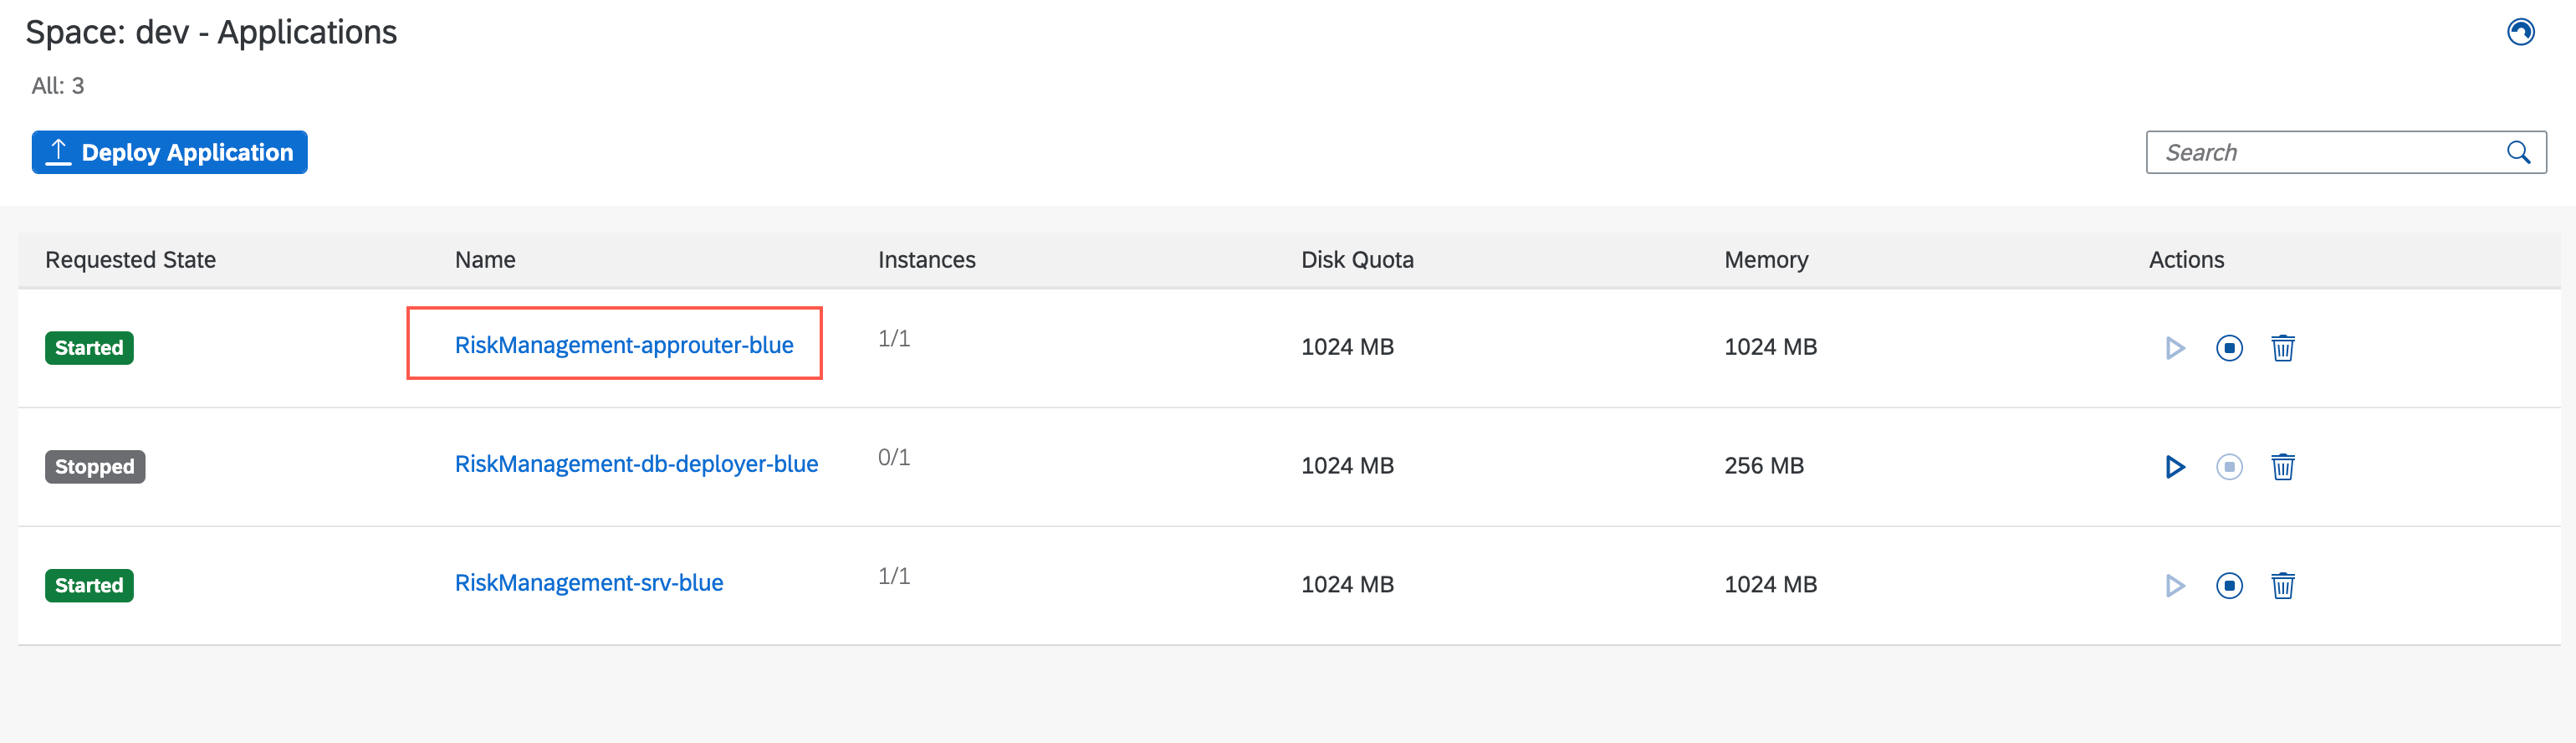 Space: dev - Applications
All: 3
Deploy Application
Search
Requested State Name Instances Disk Quota Memory Actions
Started RiskManagement-approuter-blue 1/1 1024 MB 1024 MB
Stopped RiskManagement-db-deployer-blue 0/1 1024 MB 256 MB
Started RiskManagement-srv-blue 1/1 1024 MB 1024 MB